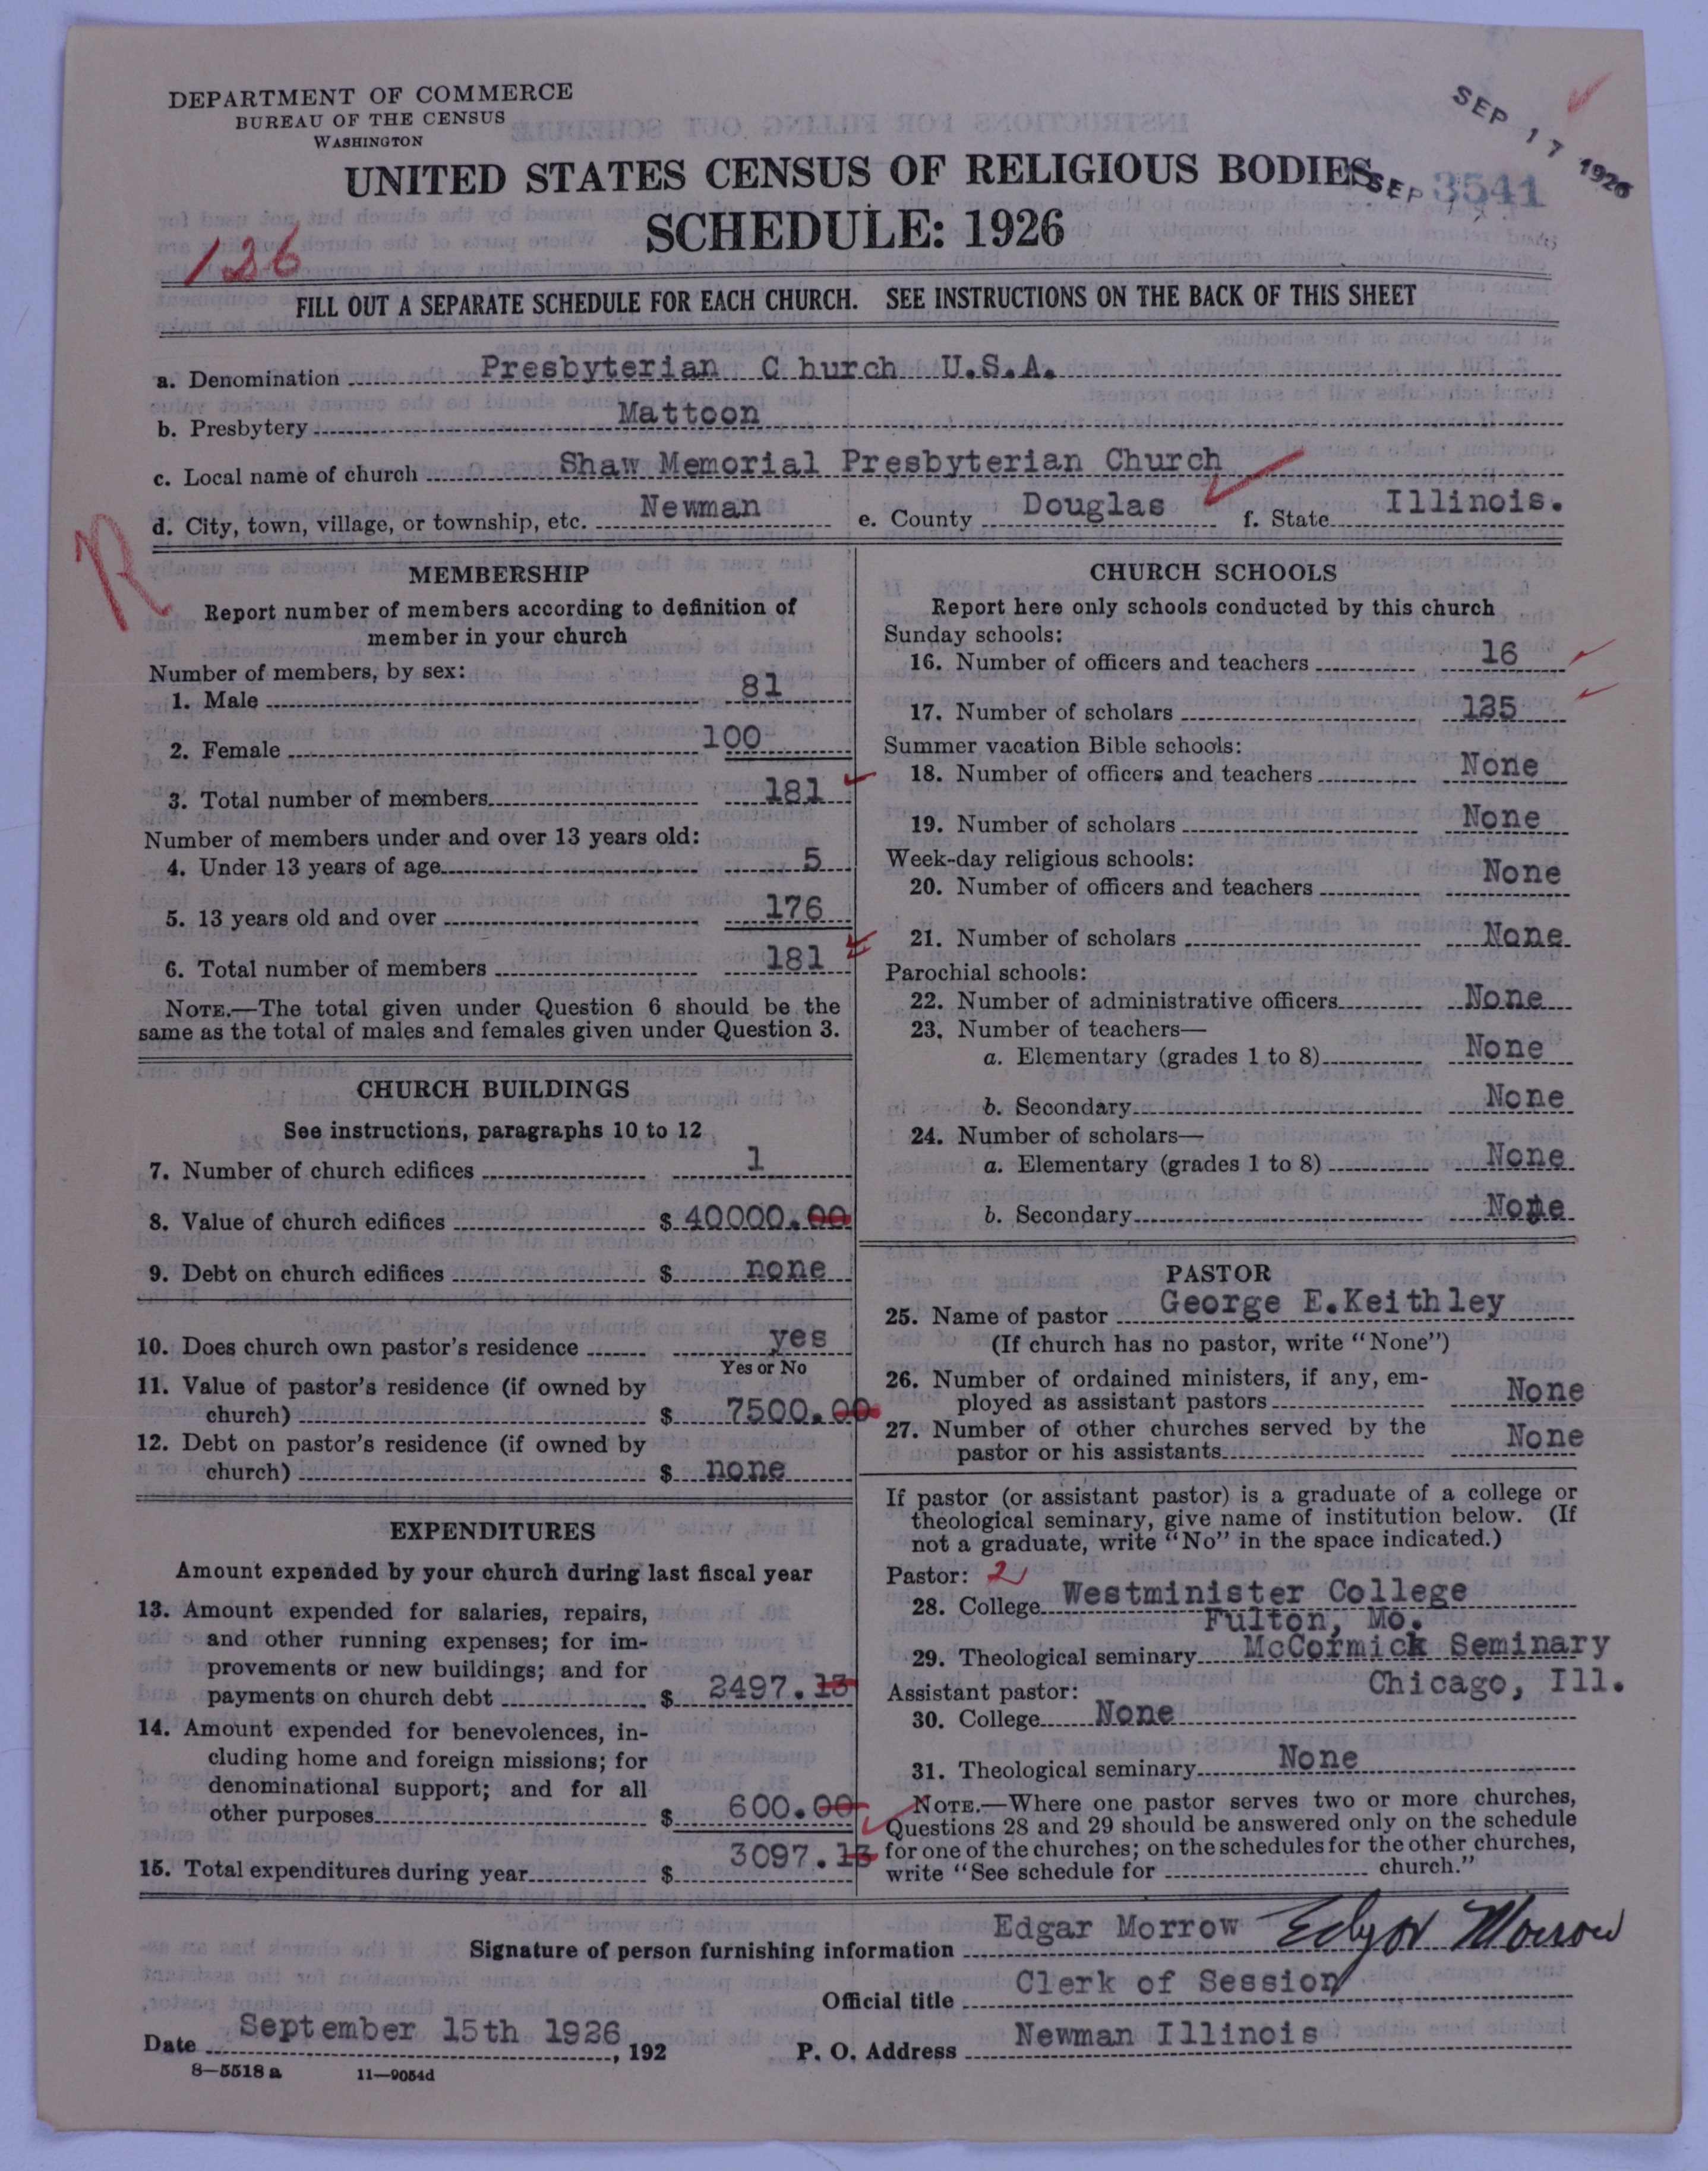 DEPARTMENT OF COMMERCE
BUREAU OF THE CENSUS
WASHINGTON
SEP 17 1926
UNITED STATES CENSUS OF RELIGIOUS BODIES
SEP
3541
SCHEDULE: 1926
126
FILL OUT A SEPARATE SCHEDULE FOR EACH CHURCH. SEE INSTRUCTIONS ON THE BACK OF THIS SHEET
a. Denomination Presbyterian C hurch U.S.A.
b. Presbytery Mattoon
c. Local name of church Shaw Memorial Presbyterian Church
d. City, town, village, or township, etc. Newman e. County Douglas f. State Illinois.
R
MEMBERSHIP
Report number of members according to definition of
member in your church
Number of members, by sex:
1. Male 81
2. Female 100
3. Total number of members 181
Number of members under and over 13 years old:
4. Under 13 years of age 5
5. 13 years old and over 176
6. Total number of members 181
NOTE.—The total given under Question 6 should be the
same as the total of males and females given under Question 3.
CHURCH BUILDINGS
See instructions, paragraphs 10 to 12
7. Number of church edifices 1
8. Value of church edifices $ 40000.00
9. Debt on church edifices $ none
10. Does church own pastor's residence yes
Yes or No
11. Value of pastor's residence (if owned by
church) $ 7500.00
12. Debt on pastor's residence (if owned by
church) $ none
EXPENDITURES
Amount expended by your church during last fiscal year
13. Amount expended for salaries, repairs,
and other running expenses; for im-
provements or new buildings; and for
payments on church debt $ 2497.13
14. Amount expended for benevolences, in-
cluding home and foreign missions; for
denominational support; and for all
other purposes $ 600.00
15. Total expenditures during year $ 3097.13
CHURCH SCHOOLS
Report here only schools conducted by this church
Sunday schools:
16. Number of officers and teachers 16
17. Number of scholars 135
Summer vacation Bible schools:
18. Number of officers and teachers None
19. Number of scholars None
Week-day religious schools:
20. Number of officers and teachers None
21. Number of scholars None
Parochial schools:
22. Number of administrative officers None
23. Number of teachers—
a. Elementary (grades 1 to 8) None
b. Secondary None
24. Number of scholars—
a. Elementary (grades 1 to 8) None
b. Secondary None
PASTOR
25. Name of pastor George E.Keithley
(If church has no pastor, write "None")
26. Number of ordained ministers, if any, em-
ployed as assistant pastors None
27. Number of other churches served by the
pastor or his assistants None
If pastor (or assistant pastor) is a graduate of a college or
theological seminary, give name of institution below. (If
not a graduate, write "No" in the space indicated.)
Pastor: 2
28. College Westminister College
Fulton, Mo.
29. Theological seminary McCormick Seminary
Assistant pastor: Chicago, Ill.
30. College None
31. Theological seminary None
NOTE.—Where one pastor serves two or more churches,
Questions 28 and 29 should be answered only on the schedule
for one of the churches; on the schedules for the other churches,
write "See schedule for church."
Signature of person furnishing information Edgar Morrow Edgar Morrow
Official title Clerk of Session
Date September 15th 1926, 192 P. O. Address Newman Illinois
8—5518 a 11—9054d